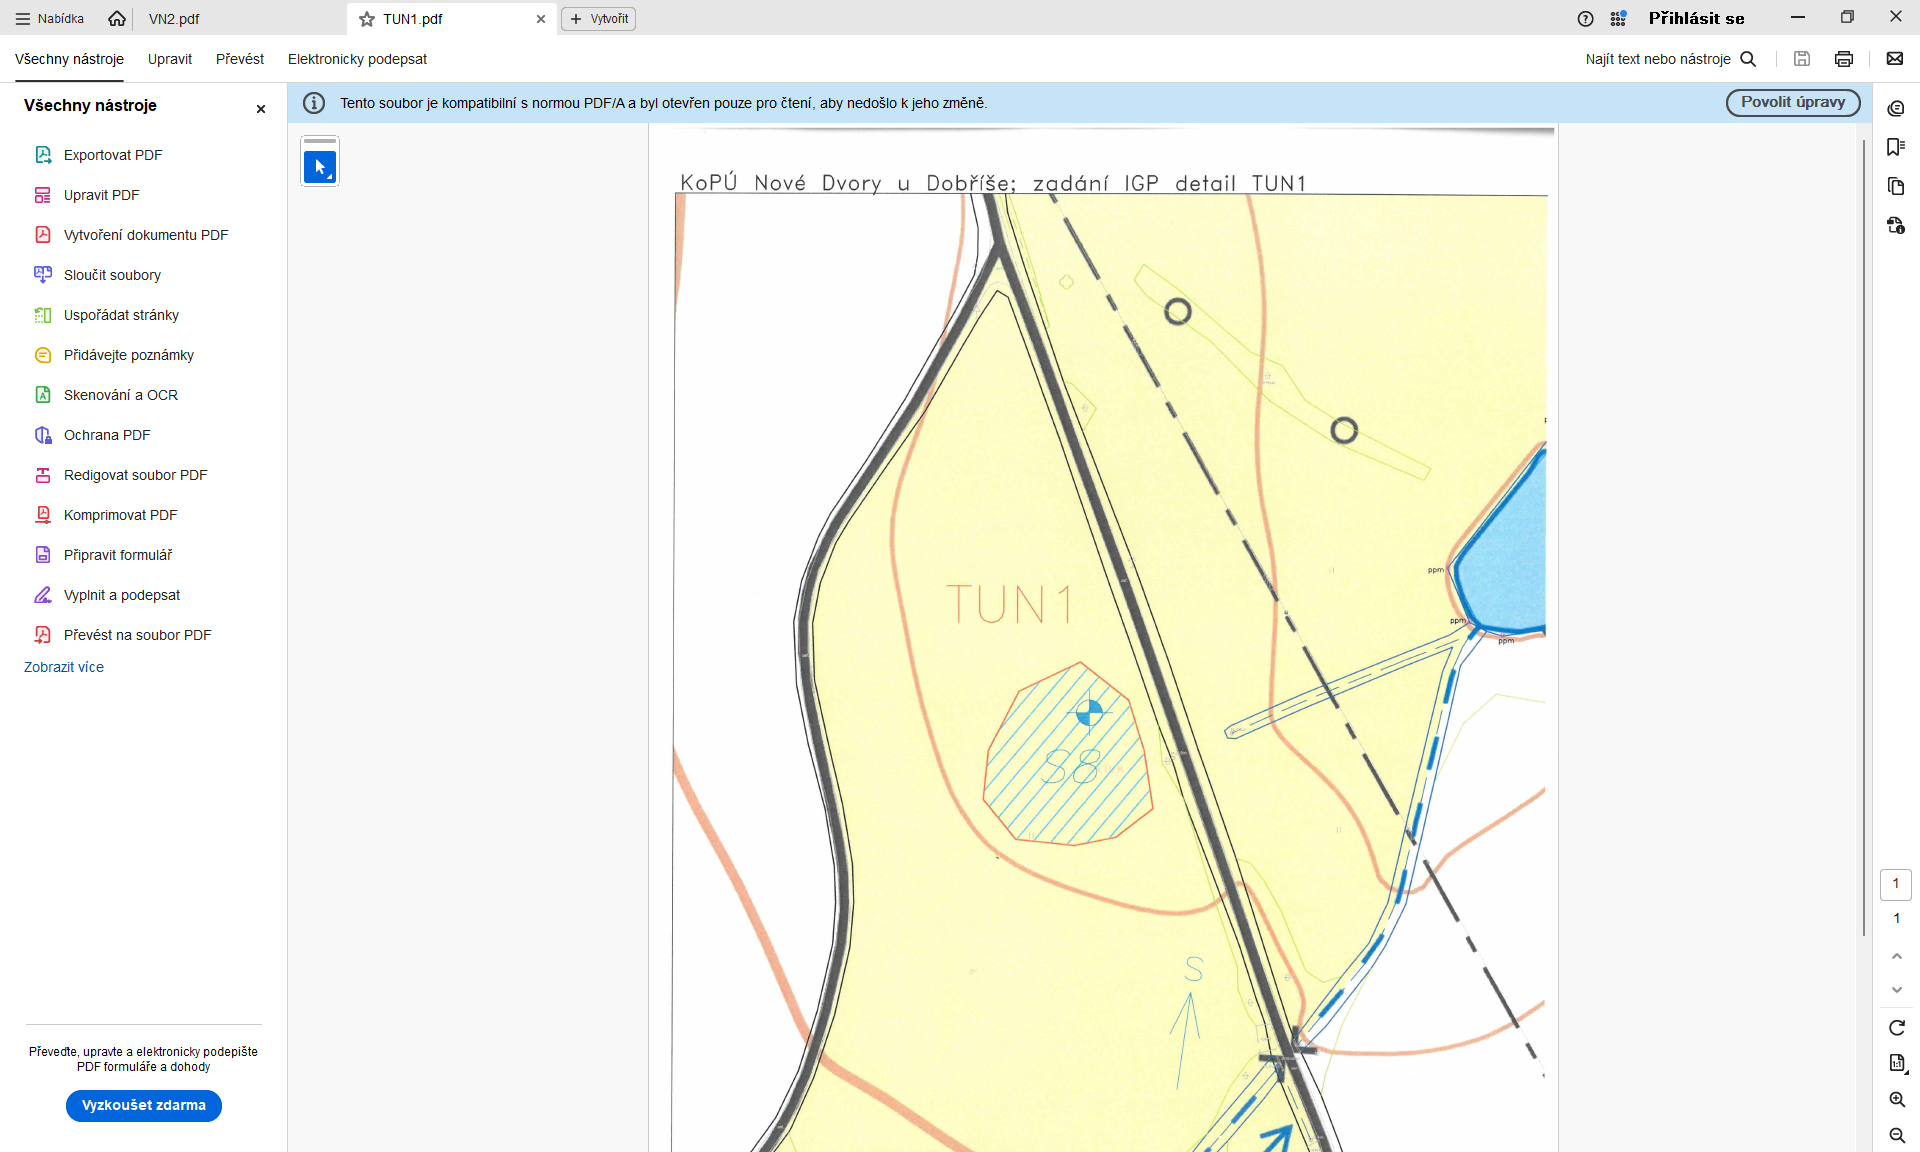 Nabídka
VN2.pdf
TUN1.pdf
Vytvořit
Přihlásit se
Všechny nástroje
Upravit
Převést
Elektronicky podepsat
Najít text nebo nástroje
Všechny nástroje
Tento soubor je kompatibilní s normou PDF/A a byl otevřen pouze pro čtení, aby nedošlo k jeho změně.
Povolit úpravy
Exportovat PDF
Upravit PDF
Vytvoření dokumentu PDF
Sloučit soubory
Uspořádat stránky
Přidávejte poznámky
Skenování a OCR
Ochrana PDF
Redigovat soubor PDF
Komprimovat PDF
Připravit formulář
Vyplnit a podepsat
Převést na soubor PDF
Zobrazit více
Převeďte, upravte a elektronicky podepište
PDF formuláře a dohody
Vyzkoušet zdarma
KoPÚ Nové Dvory u Dobříše; zadání IGP detail TUN1
ppm
TUN1
ppm
ppm
S8
S
1
1